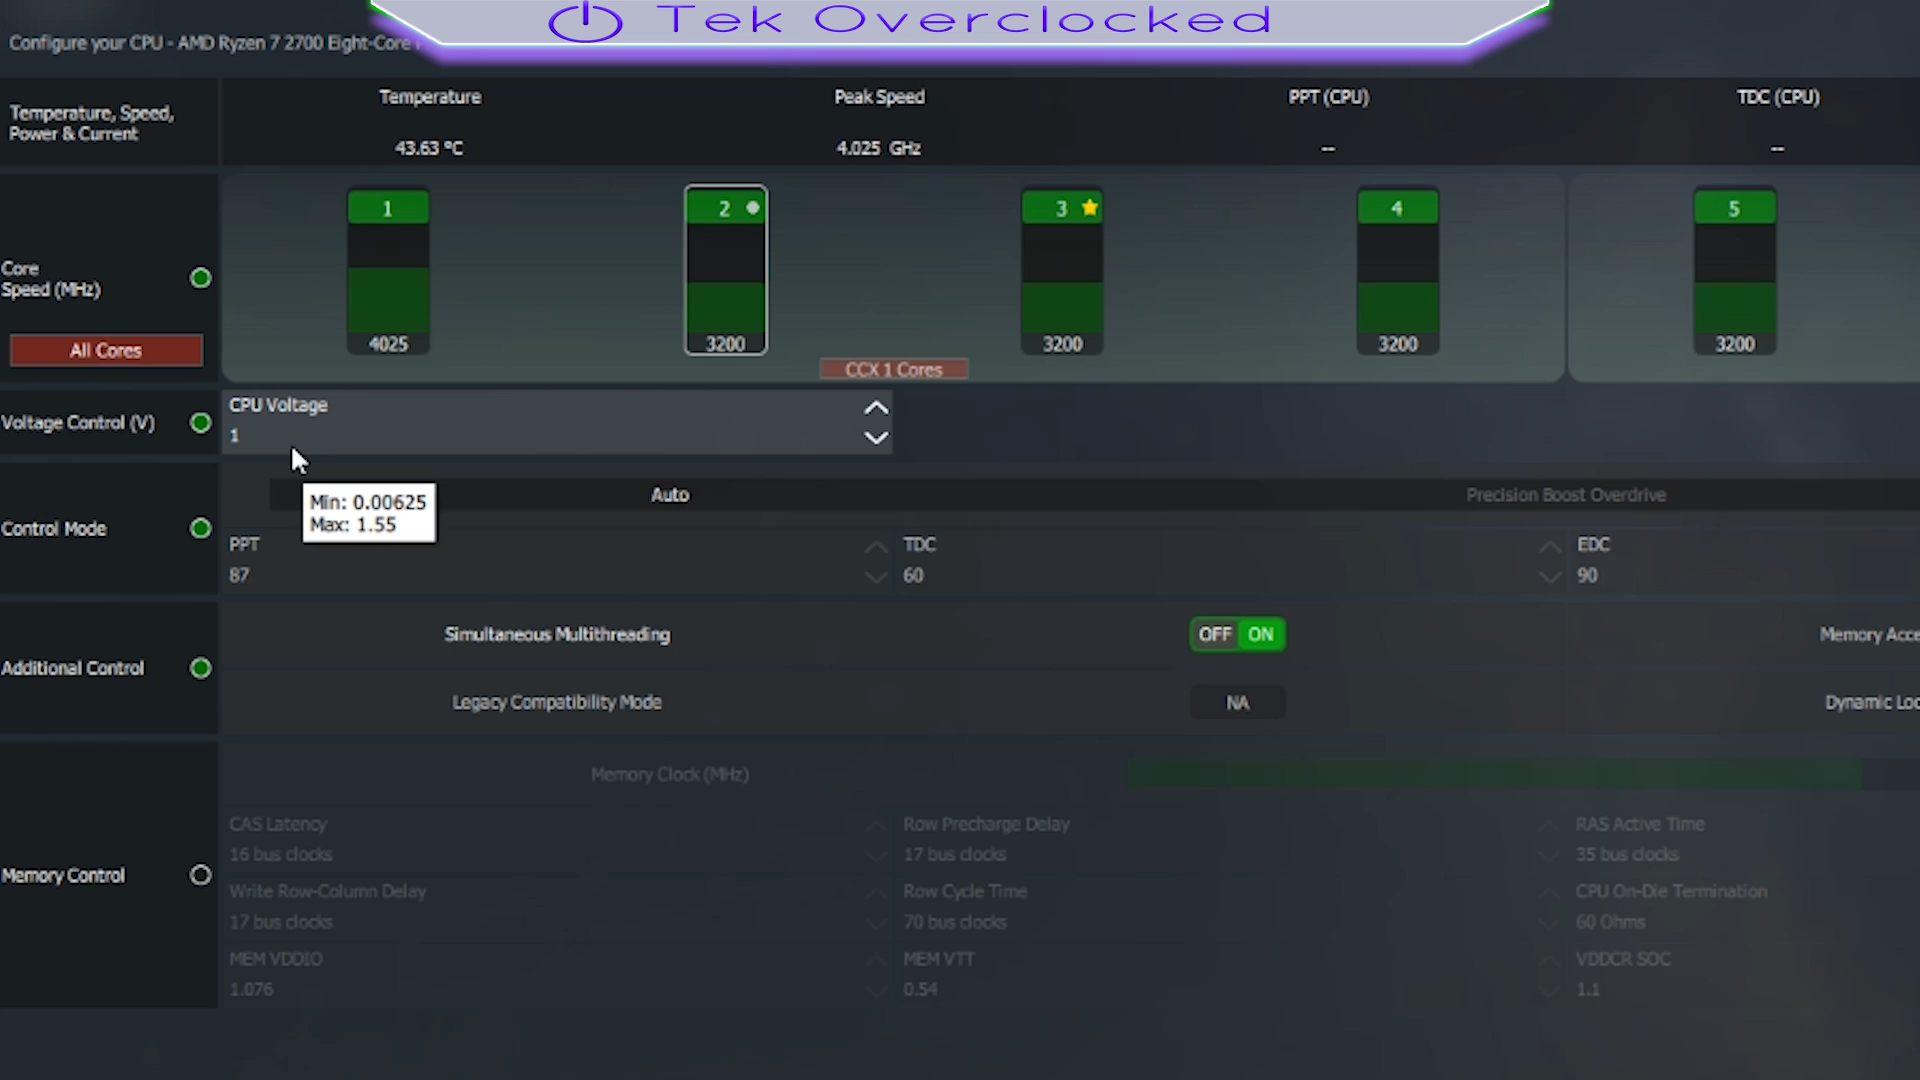 Tek Overclocked
Configure your CPU - AMD Ryzen 7 2700 Eight-Core
Temperature, Speed,
Power & Current
Temperature
Peak Speed
PPT (CPU)
TDC (CPU)
43.63 ºC
4.025 GHz
--
--
Core
Speed (MHz)
All Cores
1
2
3
4
5
4025
3200
3200
3200
3200
CCX 1 Cores
Voltage Control (V)
CPU Voltage
1
Min: 0.00625
Max: 1.55
Control Mode
Auto
Precision Boost Overdrive
PPT
TDC
EDC
87
60
90
Additional Control
Simultaneous Multithreading
OFF ON
Memory Acce
Legacy Compatibility Mode
NA
Dynamic Loc
Memory Control
Memory Clock (MHz)
CAS Latency
Row Precharge Delay
RAS Active Time
16 bus clocks
17 bus clocks
35 bus clocks
Write Row-Column Delay
Row Cycle Time
CPU On-Die Termination
17 bus clocks
70 bus clocks
60 Ohms
MEM VDDIO
MEM VTT
VDDCR SOC
1.076
0.54
1.1